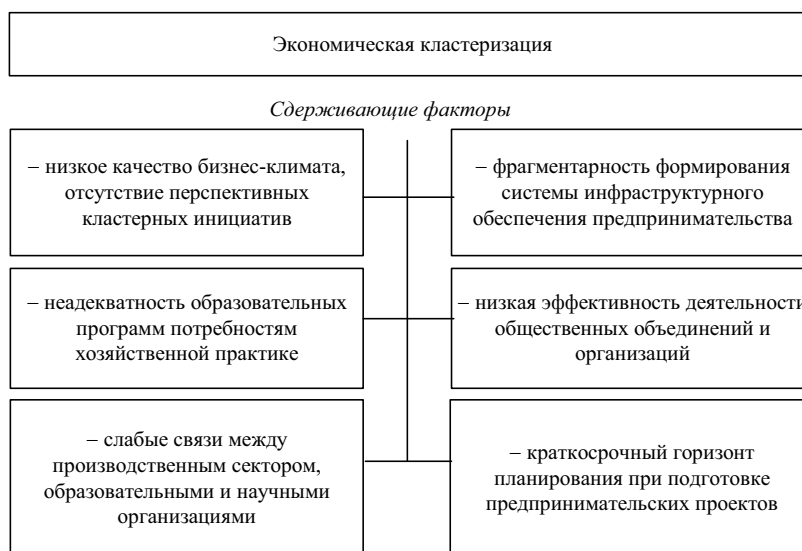 Экономическая кластеризация
Сдерживающие факторы
– низкое качество бизнес-климата,
отсутствие перспективных
кластерных инициатив
– фрагментарность формирования
системы инфраструктурного
обеспечения предпринимательства
– неадекватность образовательных
программ потребностям
хозяйственной практике
– низкая эффективность деятельности
общественных объединений и
организаций
– слабые связи между
производственным сектором,
образовательными и научными
организациями
– краткосрочный горизонт
планирования при подготовке
предпринимательских проектов